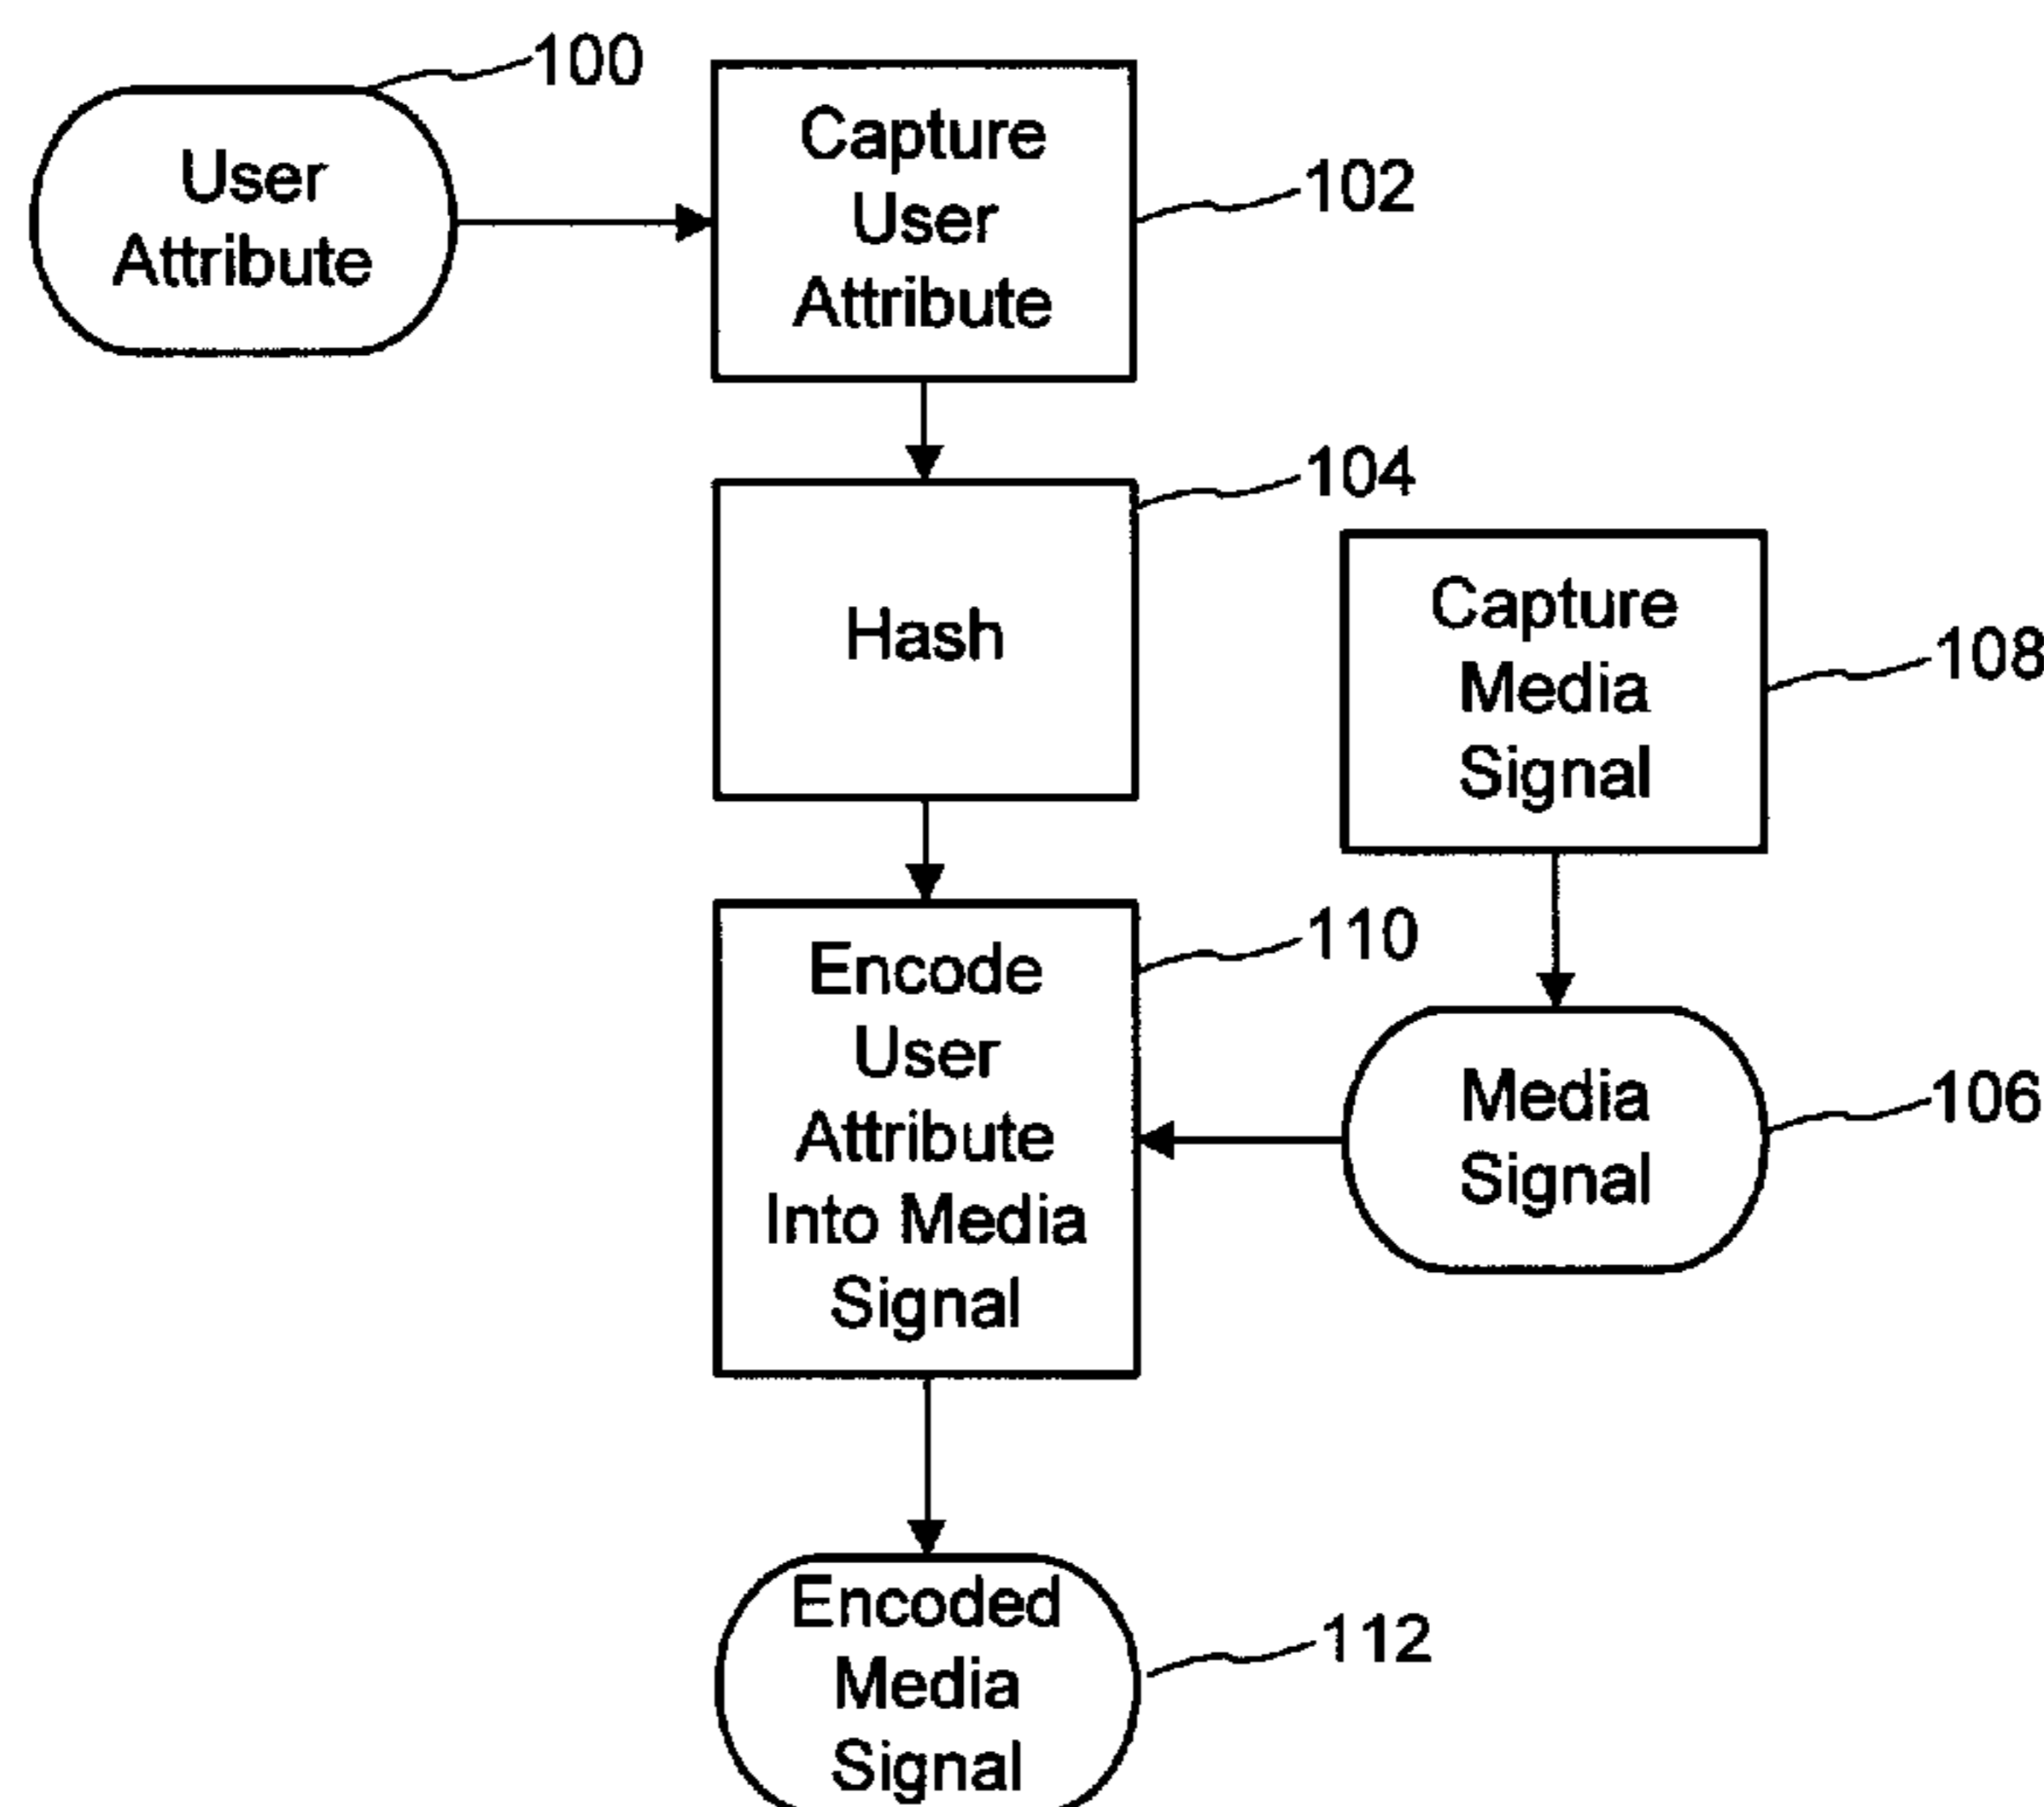 100
User
Attribute
Capture
User
Attribute
102
Hash
104
Capture
Media
Signal
108
Encode
User
Attribute
Into Media
Signal
110
Media
Signal
106
Encoded
Media
Signal
112